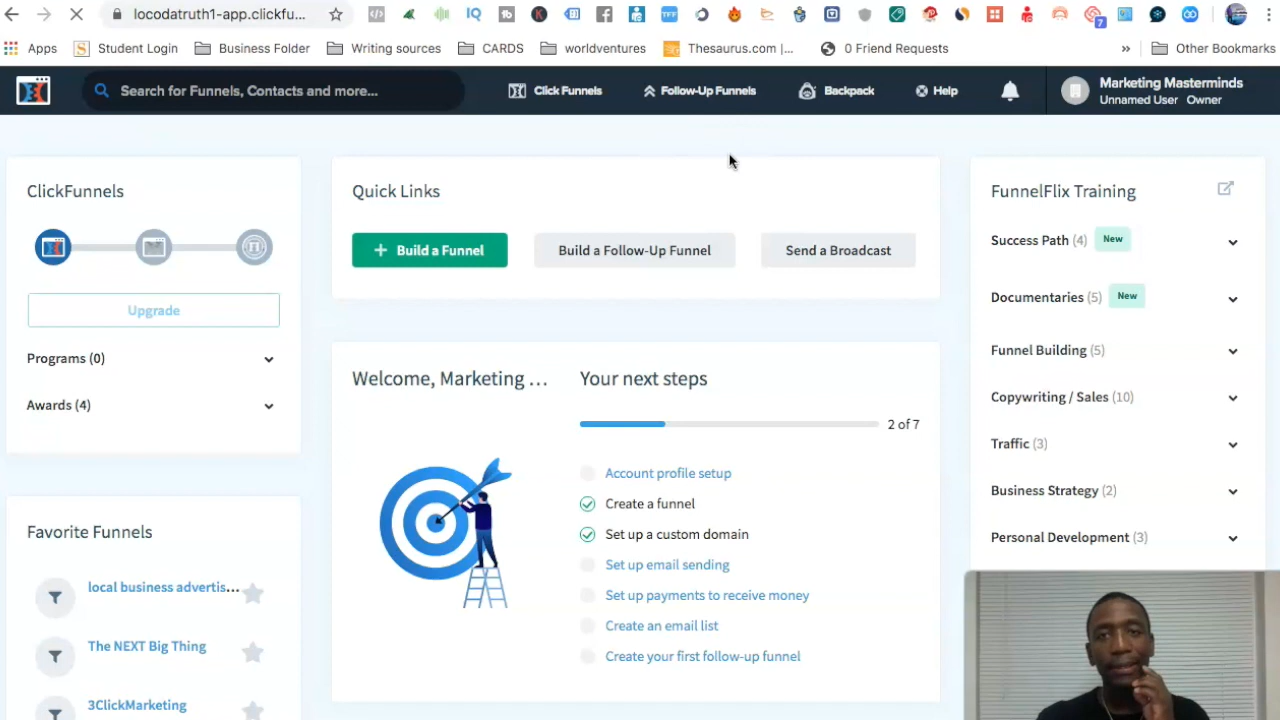 locodatruth1-app.clickfu...
7
Apps
Student Login
Business Folder
Writing sources
CARDS
worldventures
Thesaurus.com |...
0 Friend Requests
»
Other Bookmarks
Search for Funnels, Contacts and more...
Click Funnels
Follow-Up Funnels
Backpack
Help
Marketing Masterminds
Unnamed User Owner
ClickFunnels
Upgrade
Programs (0)
Awards (4)
Favorite Funnels
local business advertis...
The NEXT Big Thing
3ClickMarketing
Quick Links
+ Build a Funnel
Build a Follow-Up Funnel
Send a Broadcast
Welcome, Marketing ...
Your next steps
2 of 7
Account profile setup
Create a funnel
Set up a custom domain
Set up email sending
Set up payments to receive money
Create an email list
Create your first follow-up funnel
FunnelFlix Training
Success Path (4) New
Documentaries (5) New
Funnel Building (5)
Copywriting / Sales (10)
Traffic (3)
Business Strategy (2)
Personal Development (3)